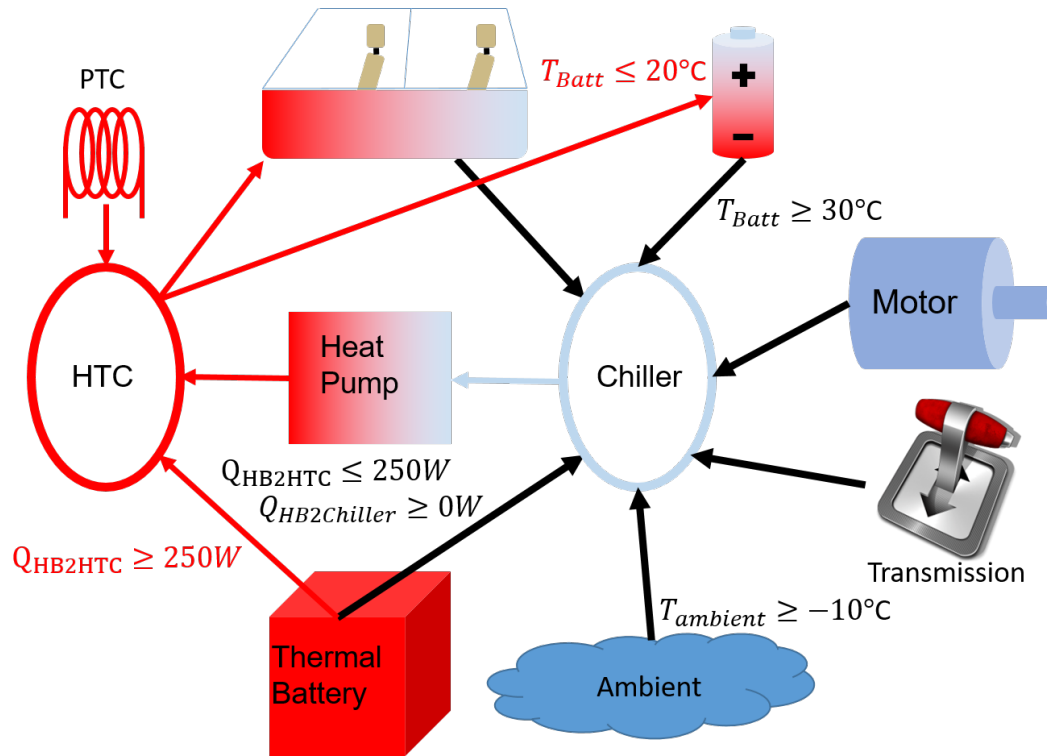 PTC
T_Batt ≤ 20°C
+
−
T_Batt ≥ 30°C
Motor
HTC
Heat
Pump
Chiller
Q_HB2HTC ≤ 250W
Q_HB2Chiller ≥ 0W
Q_HB2HTC ≥ 250W
Transmission
T_ambient ≥ −10°C
Thermal
Battery
Ambient